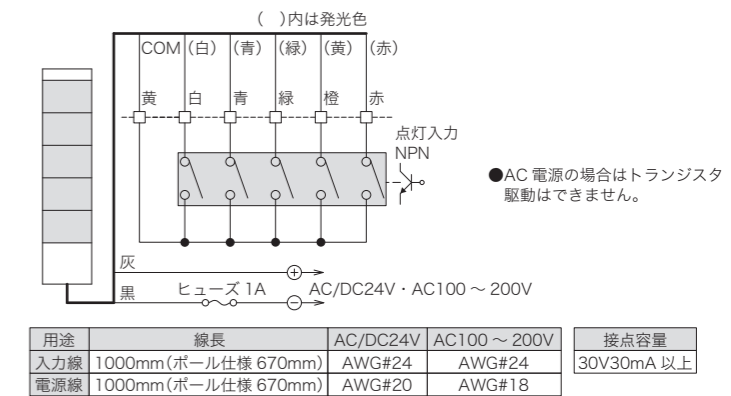 ( )内は発光色
COM (白) (青) (緑) (黄) (赤)
黄 白 青 緑 橙 赤
点灯入力
NPN
●AC 電源の場合はトランジスタ
駆動はできません。
灰
黒 ヒューズ 1A AC/DC24V・AC100 ～ 200V
用途 線長 AC/DC24V AC100 ～ 200V 接点容量
入力線 1000mm(ポール仕様 670mm) AWG#24 AWG#24 30V30mA 以上
電源線 1000mm(ポール仕様 670mm) AWG#20 AWG#18